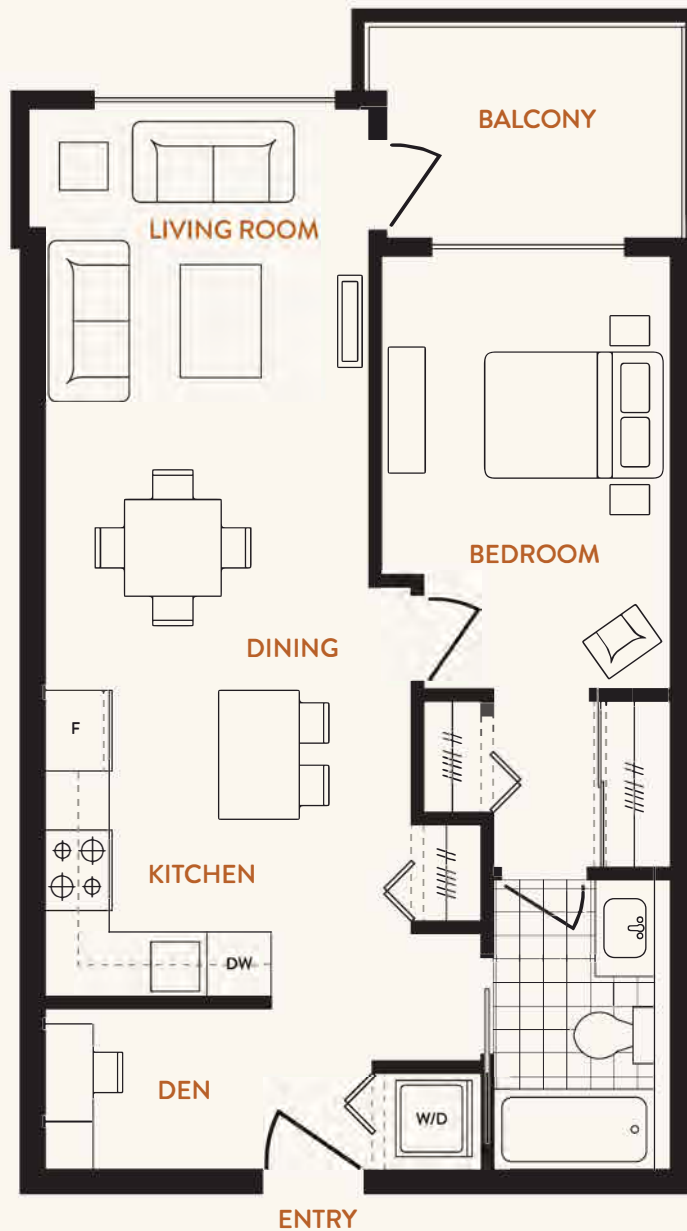 BALCONY
LIVING ROOM
BEDROOM
DINING
F
KITCHEN
DW
DEN
W/D
ENTRY